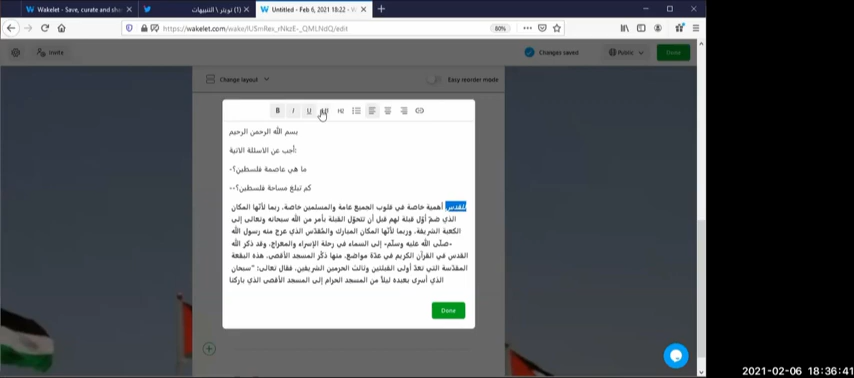 Wakelet - Save, curate and sh
(1) تويتر \ التنبيهات
Untitled - Feb 6, 2021 18:22 - 
https://wakelet.com/wake/IUSmRex_rNkzE-_QMLNdQ/edit
60%
Invite
Changes saved
Public
Done
Change layout
Easy reorder mode
B I U H1 H2
بسم الله الرحمن الرحيم
أجب عن الاسئلة الاتية:
ما هي عاصمة فلسطين؟-
كم تبلغ مساحة فلسطين؟--
للقدس أهمية خاصة في قلوب الجميع عامة والمسلمين خاصة. ربما لأنها المكان
الذي ضمّ أوّل قبلة لهم قبل أن تتحوّل القبلة بأمر من الله سبحانه وتعالى إلى
الكعبة الشريفة، وربما لأنها المكان المبارك والمُقدّس الذي عرج منه رسول الله
-صلّى الله عليه وسلّم- إلى السماء في رحلة الإسراء والمعراج. وقد ذكر الله
القدس في القرآن الكريم في عدّة مواضع، منها ذكْر المسجد الأقصى. هذه البقعة
المقدّسة التي تعدّ أولى القبلتين وثالث الحرمين الشريفين. فقال تعالى: "سبحان
الذي أسرى بعبده ليلاً من المسجد الحرام إلى المسجد الأقصى الذي باركنا
Done
2021-02-06 18:36:41